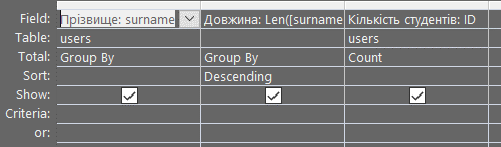 Field: Прізвище: surname Довжина: Len([surname Кількість студентів: ID
Table: users users
Total: Group By Group By Count
Sort: Descending
Show:
Criteria:
or: